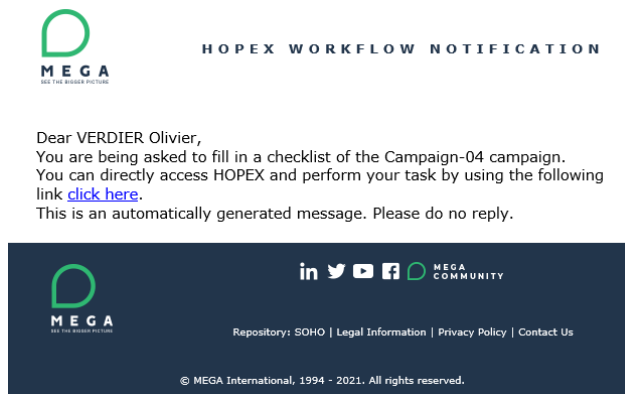 MEGA
SEE THE BIGGER PICTURE
HOPEX WORKFLOW NOTIFICATION
Dear VERDIER Olivier,
You are being asked to fill in a checklist of the Campaign-04 campaign.
You can directly access HOPEX and perform your task by using the following
link click here.
This is an automatically generated message. Please do no reply.
MEGA
COMMUNITY
MEGA
SEE THE BIGGER PICTURE
Repository: SOHO | Legal Information | Privacy Policy | Contact Us
© MEGA International, 1994 - 2021. All rights reserved.